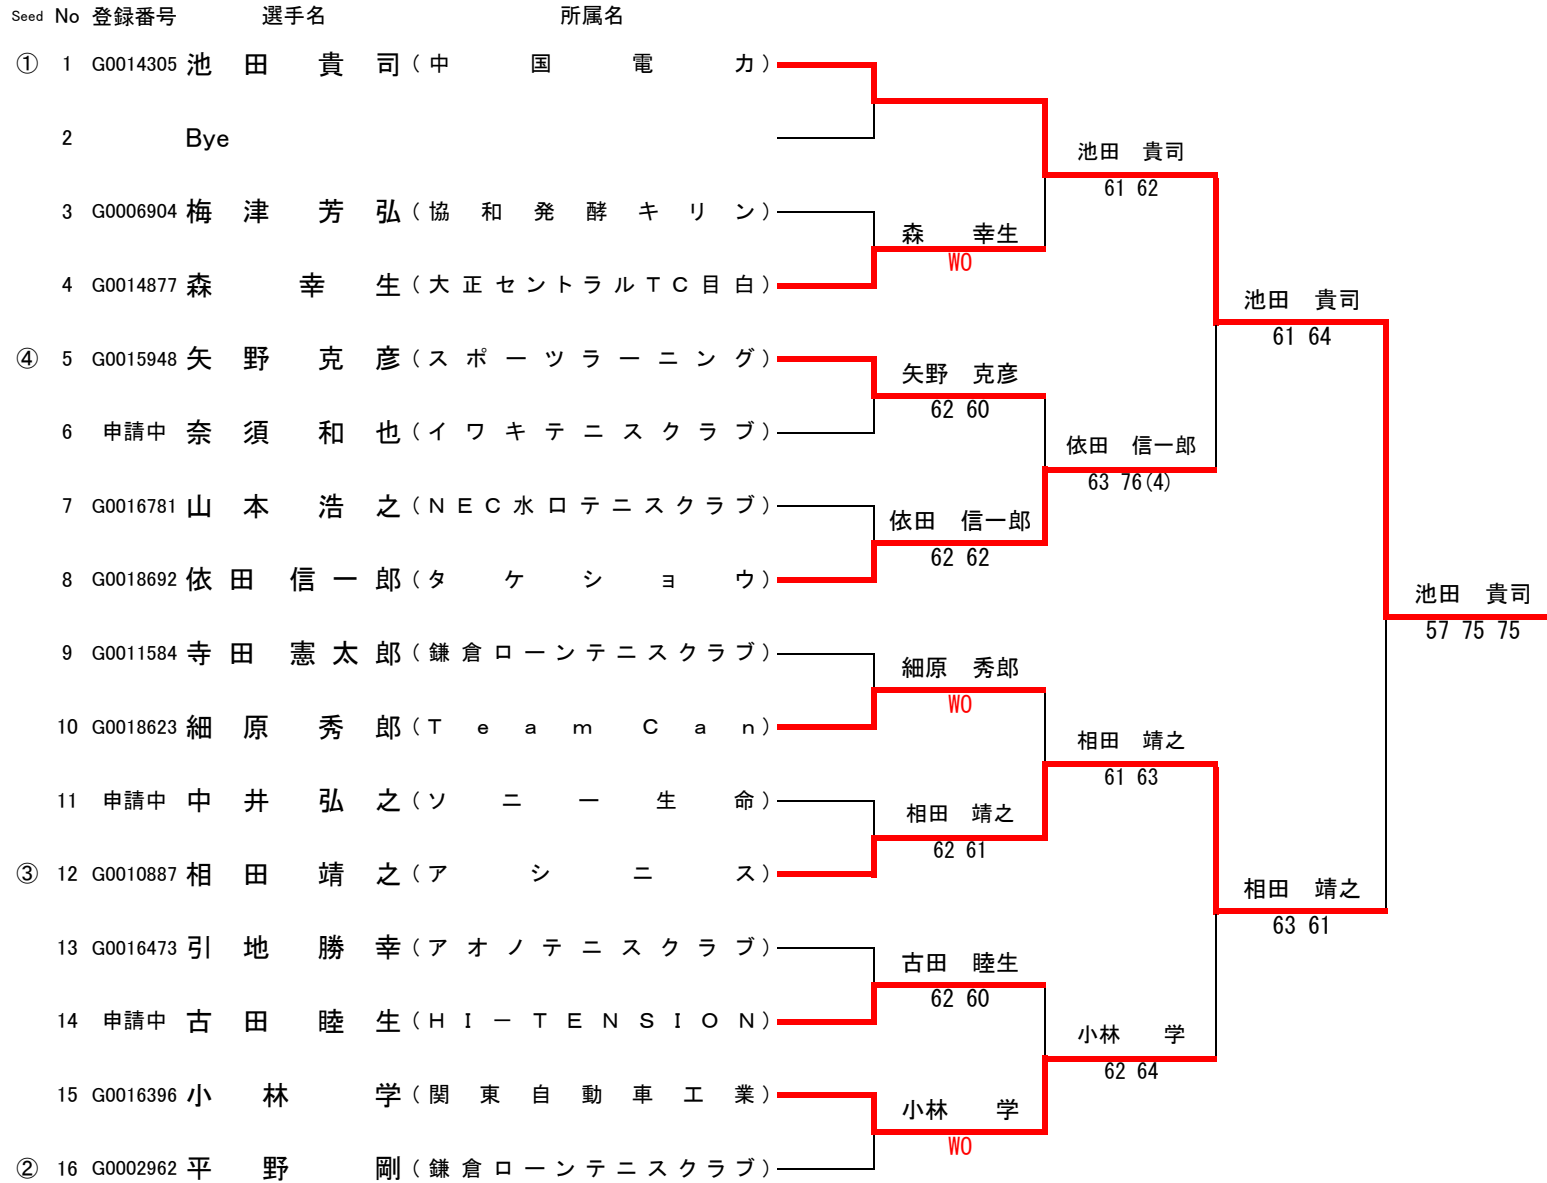 Seed No 登録番号 選手名 所属名
① 1 G0014305 池田 貴司 (中国電力)
2 Bye
池田 貴司
61 62
3 G0006904 梅津 芳弘 (協和発酵キリン)
森 幸生
WO
4 G0014877 森 幸生 (大正セントラルTC目白)
池田 貴司
61 64
④ 5 G0015948 矢野 克彦 (スポーツラーニング)
矢野 克彦
62 60
6 申請中 奈須 和也 (イワキテニスクラブ)
依田 信一郎
63 76(4)
7 G0016781 山本 浩之 (NEC水口テニスクラブ)
依田 信一郎
62 62
8 G0018692 依田 信一郎 (タケショウ)
池田 貴司
57 75 75
9 G0011584 寺田 憲太郎 (鎌倉ローンテニスクラブ)
細原 秀郎
WO
10 G0018623 細原 秀郎 (Team Can)
相田 靖之
61 63
11 申請中 中井 弘之 (ソニー生命)
相田 靖之
62 61
③ 12 G0010887 相田 靖之 (アシニス)
相田 靖之
63 61
13 G0016473 引地 勝幸 (アオノテニスクラブ)
古田 睦生
62 60
14 申請中 古田 睦生 (HI-TENSION)
小林 学
62 64
15 G0016396 小林 学 (関東自動車工業)
小林 学
WO
② 16 G0002962 平野 剛 (鎌倉ローンテニスクラブ)